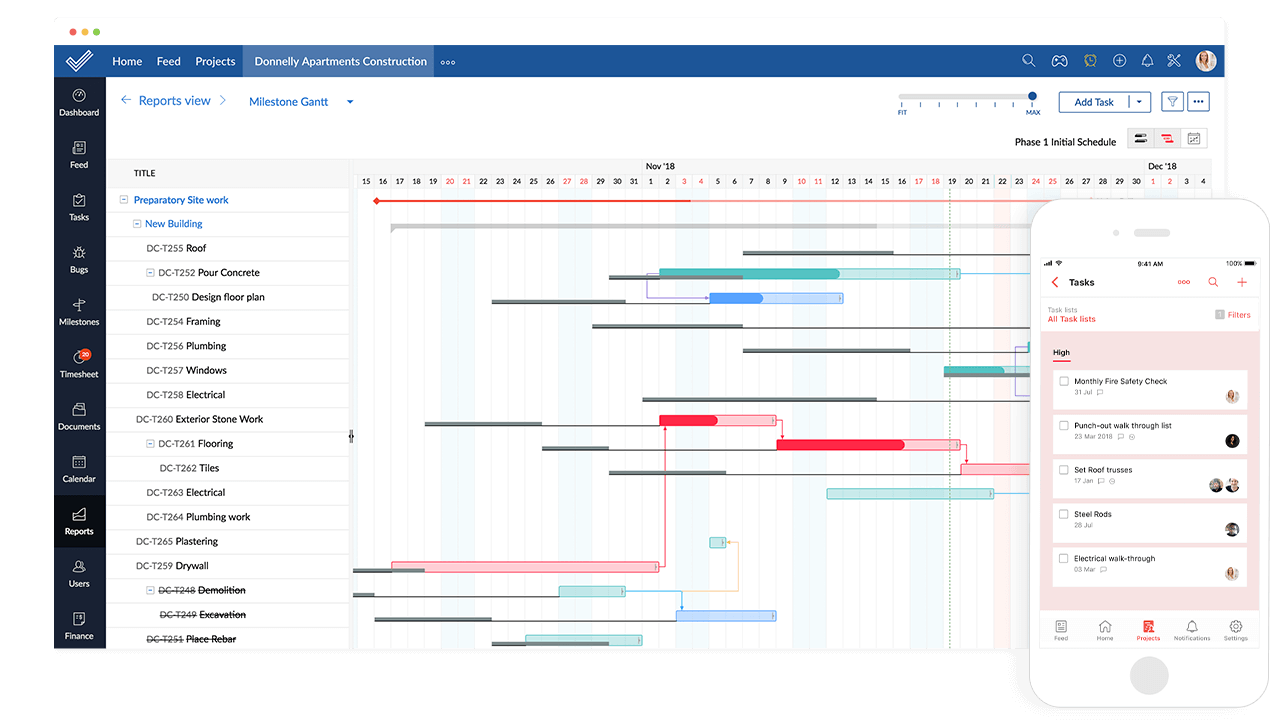 Home Feed Projects Donnelly Apartments Construction
Reports view Milestone Gantt
FIT MAX
Add Task
Phase 1 Initial Schedule
Dashboard
Feed
Tasks
Bugs
Milestones
20
Timesheet
Documents
Calendar
Reports
Users
Finance
TITLE
Nov '18 Dec '18
15 16 17 18 19 20 21 22 23 24 25 26 27 28 29 30 31 1 2 3 4 5 6 7 8 9 10 11 12 13 14 15 16 17 18 19 20 21 22 23 24 25 26 27 28 29 30 1 2 3 4
Preparatory Site work
New Building
DC-T255 Roof
DC-T252 Pour Concrete
DC-T250 Design floor plan
DC-T254 Framing
DC-T256 Plumbing
DC-T257 Windows
DC-T258 Electrical
DC-T260 Exterior Stone Work
DC-T261 Flooring
DC-T262 Tiles
DC-T263 Electrical
DC-T264 Plumbing work
DC-T265 Plastering
DC-T259 Drywall
DC-T248 Demolition
DC-T249 Excavation
DC-T251 Place Rebar
9:41 AM 100%
Tasks
Task lists
All Task lists
1 Filters
High
Monthly Fire Safety Check
31 Jul
Punch-out walk through list
23 Mar 2018
Set Roof trusses
17 Jan
Steel Rods
28 Jul
Electrical walk-through
03 Mar
Feed Home Projects Notifications Settings